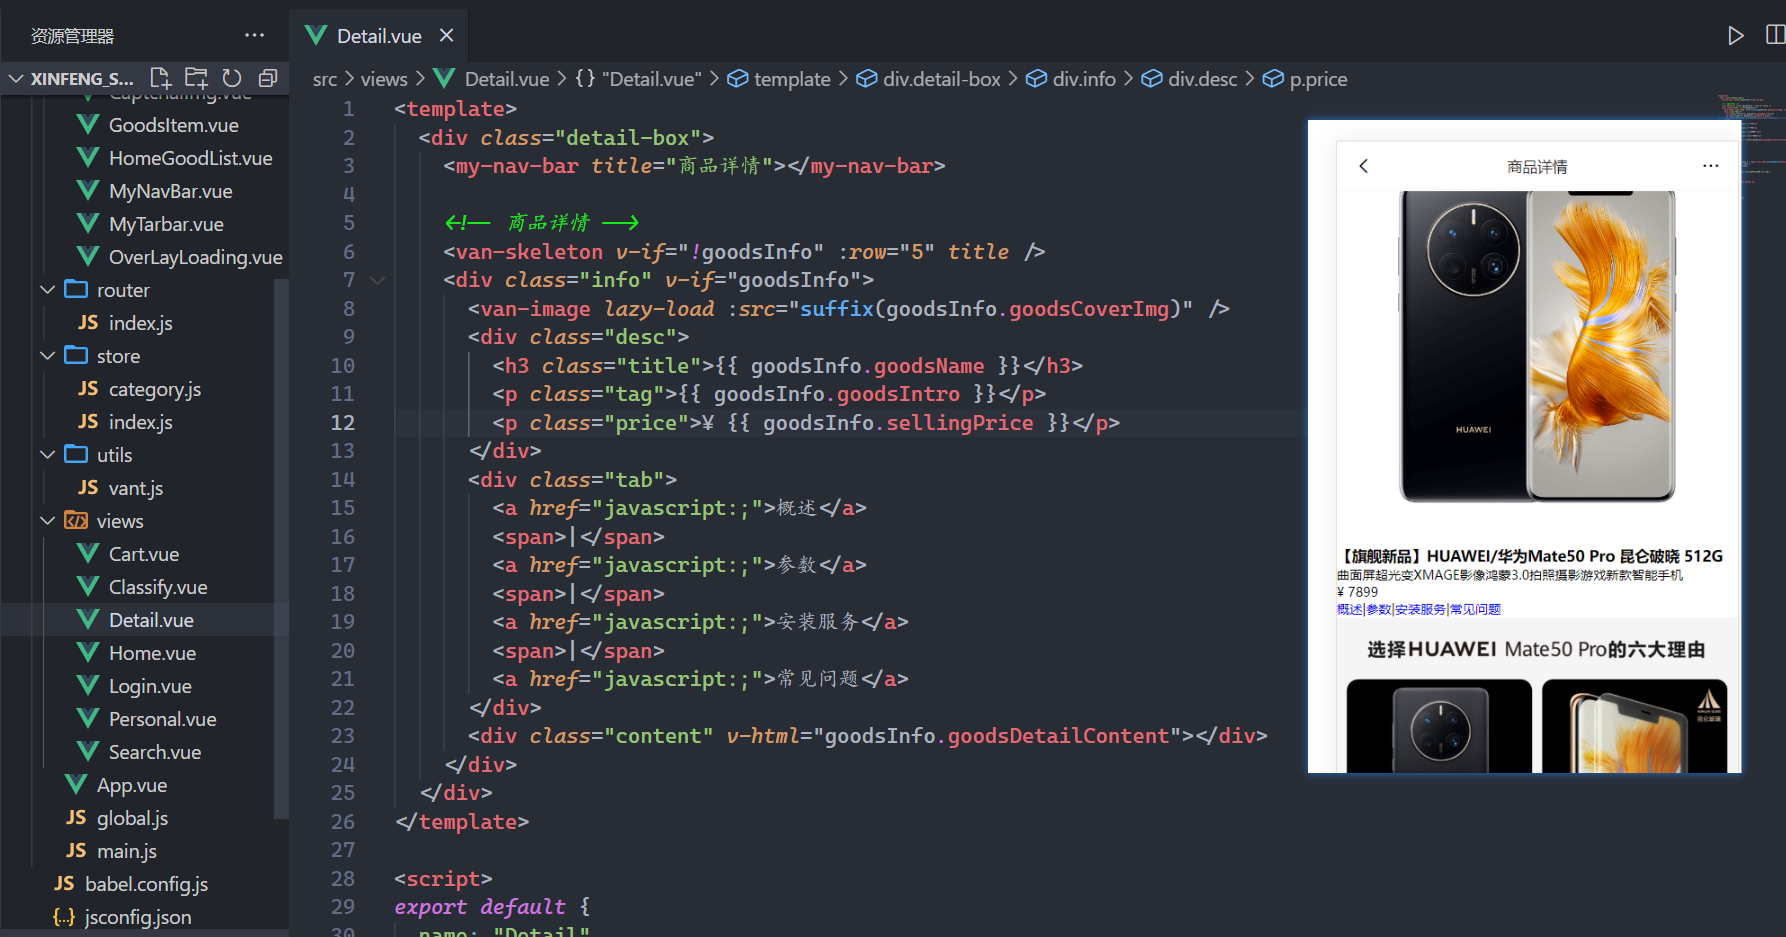 资源管理器
XINFENG_S...
CaptchaImg.vue
GoodsItem.vue
HomeGoodList.vue
MyNavBar.vue
MyTarbar.vue
OverLayLoading.vue
router
JS index.js
store
JS category.js
JS index.js
utils
JS vant.js
views
Cart.vue
Classify.vue
Detail.vue
Home.vue
Login.vue
Personal.vue
Search.vue
App.vue
JS global.js
JS main.js
JS babel.config.js
{..} jsconfig.json
Detail.vue
src > views > Detail.vue > {} "Detail.vue" > template > div.detail-box > div.info > div.desc > p.price
1 <template>
2 <div class="detail-box">
3 <my-nav-bar title="商品详情"></my-nav-bar>
4
5 <!-- 商品详情 -->
6 <van-skeleton v-if="!goodsInfo" :row="5" title />
7 <div class="info" v-if="goodsInfo">
8 <van-image lazy-load :src="suffix(goodsInfo.goodsCoverImg)" />
9 <div class="desc">
10 <h3 class="title">{{ goodsInfo.goodsName }}</h3>
11 <p class="tag">{{ goodsInfo.goodsIntro }}</p>
12 <p class="price">¥ {{ goodsInfo.sellingPrice }}</p>
13 </div>
14 <div class="tab">
15 <a href="javascript:;">概述</a>
16 <span>|</span>
17 <a href="javascript:;">参数</a>
18 <span>|</span>
19 <a href="javascript:;">安装服务</a>
20 <span>|</span>
21 <a href="javascript:;">常见问题</a>
22 </div>
23 <div class="content" v-html="goodsInfo.goodsDetailContent"></div>
24 </div>
25 </div>
26 </template>
27
28 <script>
29 export default {
30 name: "Detail"
商品详情
HUAWEI
【旗舰新品】HUAWEI/华为Mate50 Pro 昆仑破晓 512G
曲面屏超光变XMAGE影像鸿蒙3.0拍照摄影游戏新款智能手机
¥ 7899
概述|参数|安装服务|常见问题
选择HUAWEI Mate50 Pro的六大理由
昆仑玻璃